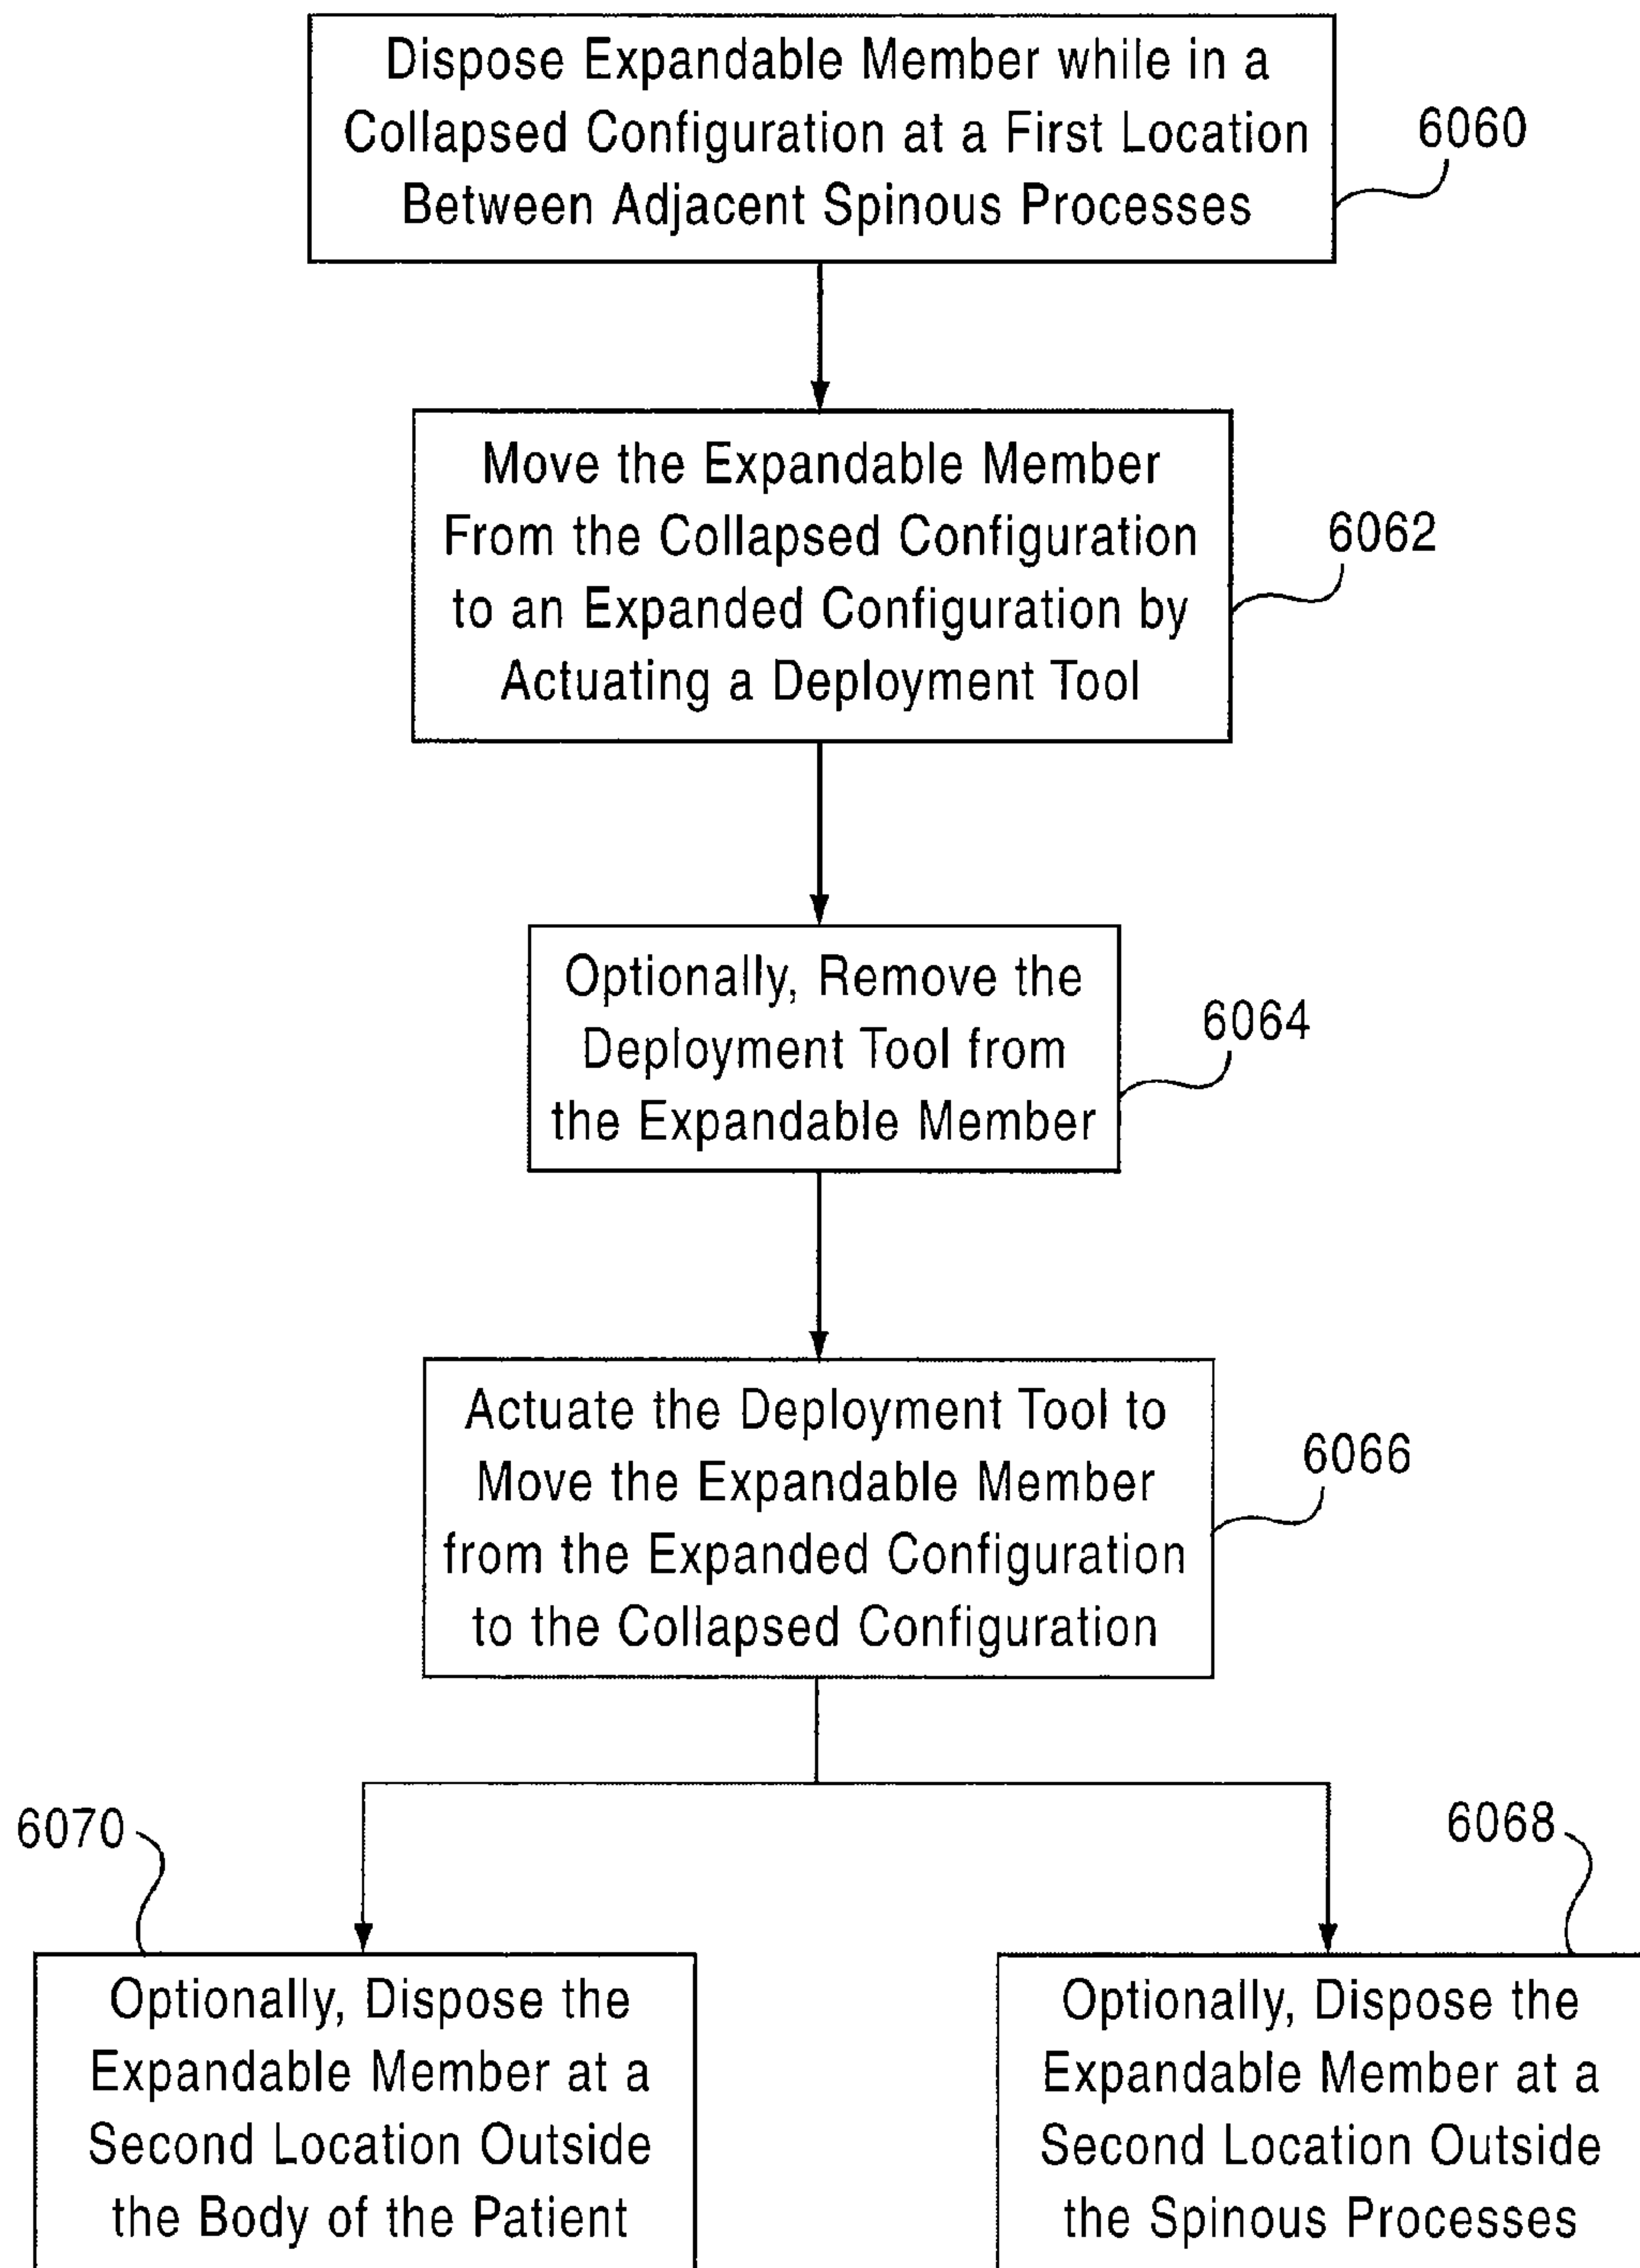 Dispose Expandable Member while in a
Collapsed Configuration at a First Location
Between Adjacent Spinous Processes
6060
Move the Expandable Member
From the Collapsed Configuration
to an Expanded Configuration by
Actuating a Deployment Tool
6062
Optionally, Remove the
Deployment Tool from
the Expandable Member
6064
Actuate the Deployment Tool to
Move the Expandable Member
from the Expanded Configuration
to the Collapsed Configuration
6066
6070
Optionally, Dispose the
Expandable Member at a
Second Location Outside
the Body of the Patient
6068
Optionally, Dispose the
Expandable Member at a
Second Location Outside
the Spinous Processes